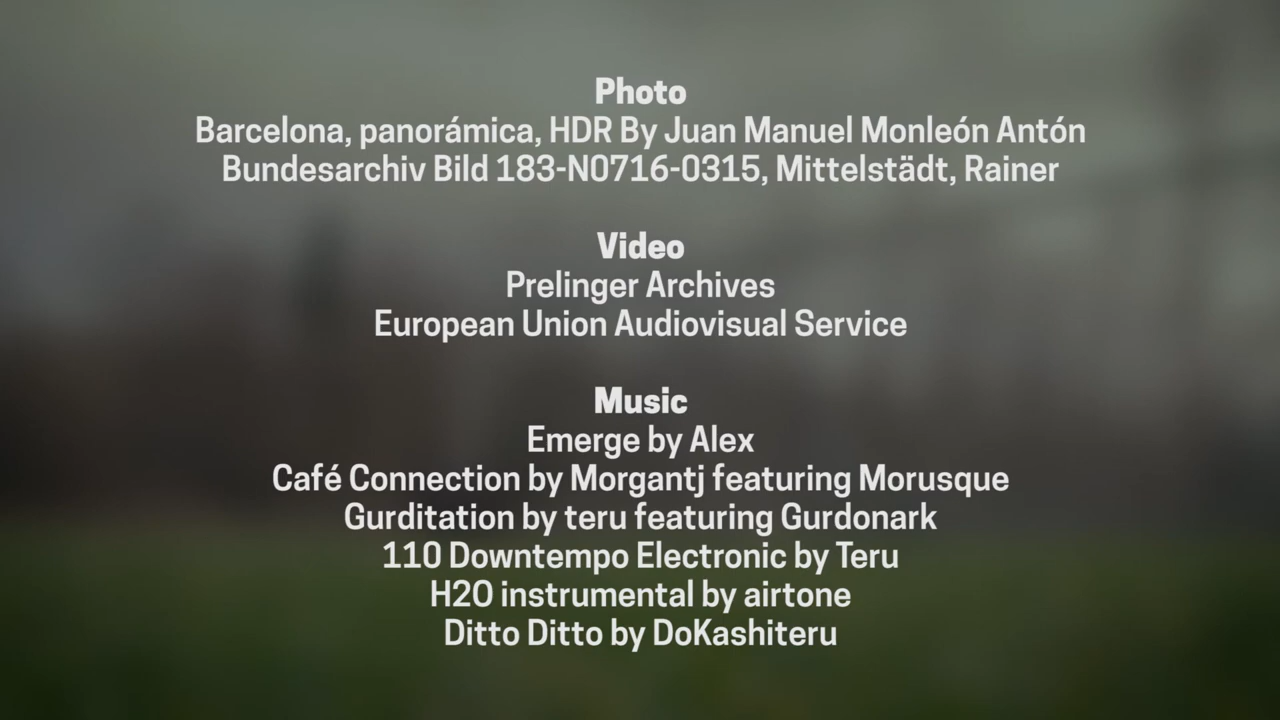 Photo
Barcelona, panorámica, HDR By Juan Manuel Monleón Antón
Bundesarchiv Bild 183-N0716-0315, Mittelstädt, Rainer
Video
Prelinger Archives
European Union Audiovisual Service
Music
Emerge by Alex
Café Connection by Morgantj featuring Morusque
Gurditation by teru featuring Gurdonark
110 Downtempo Electronic by Teru
H2O instrumental by airtone
Ditto Ditto by DoKashiteru